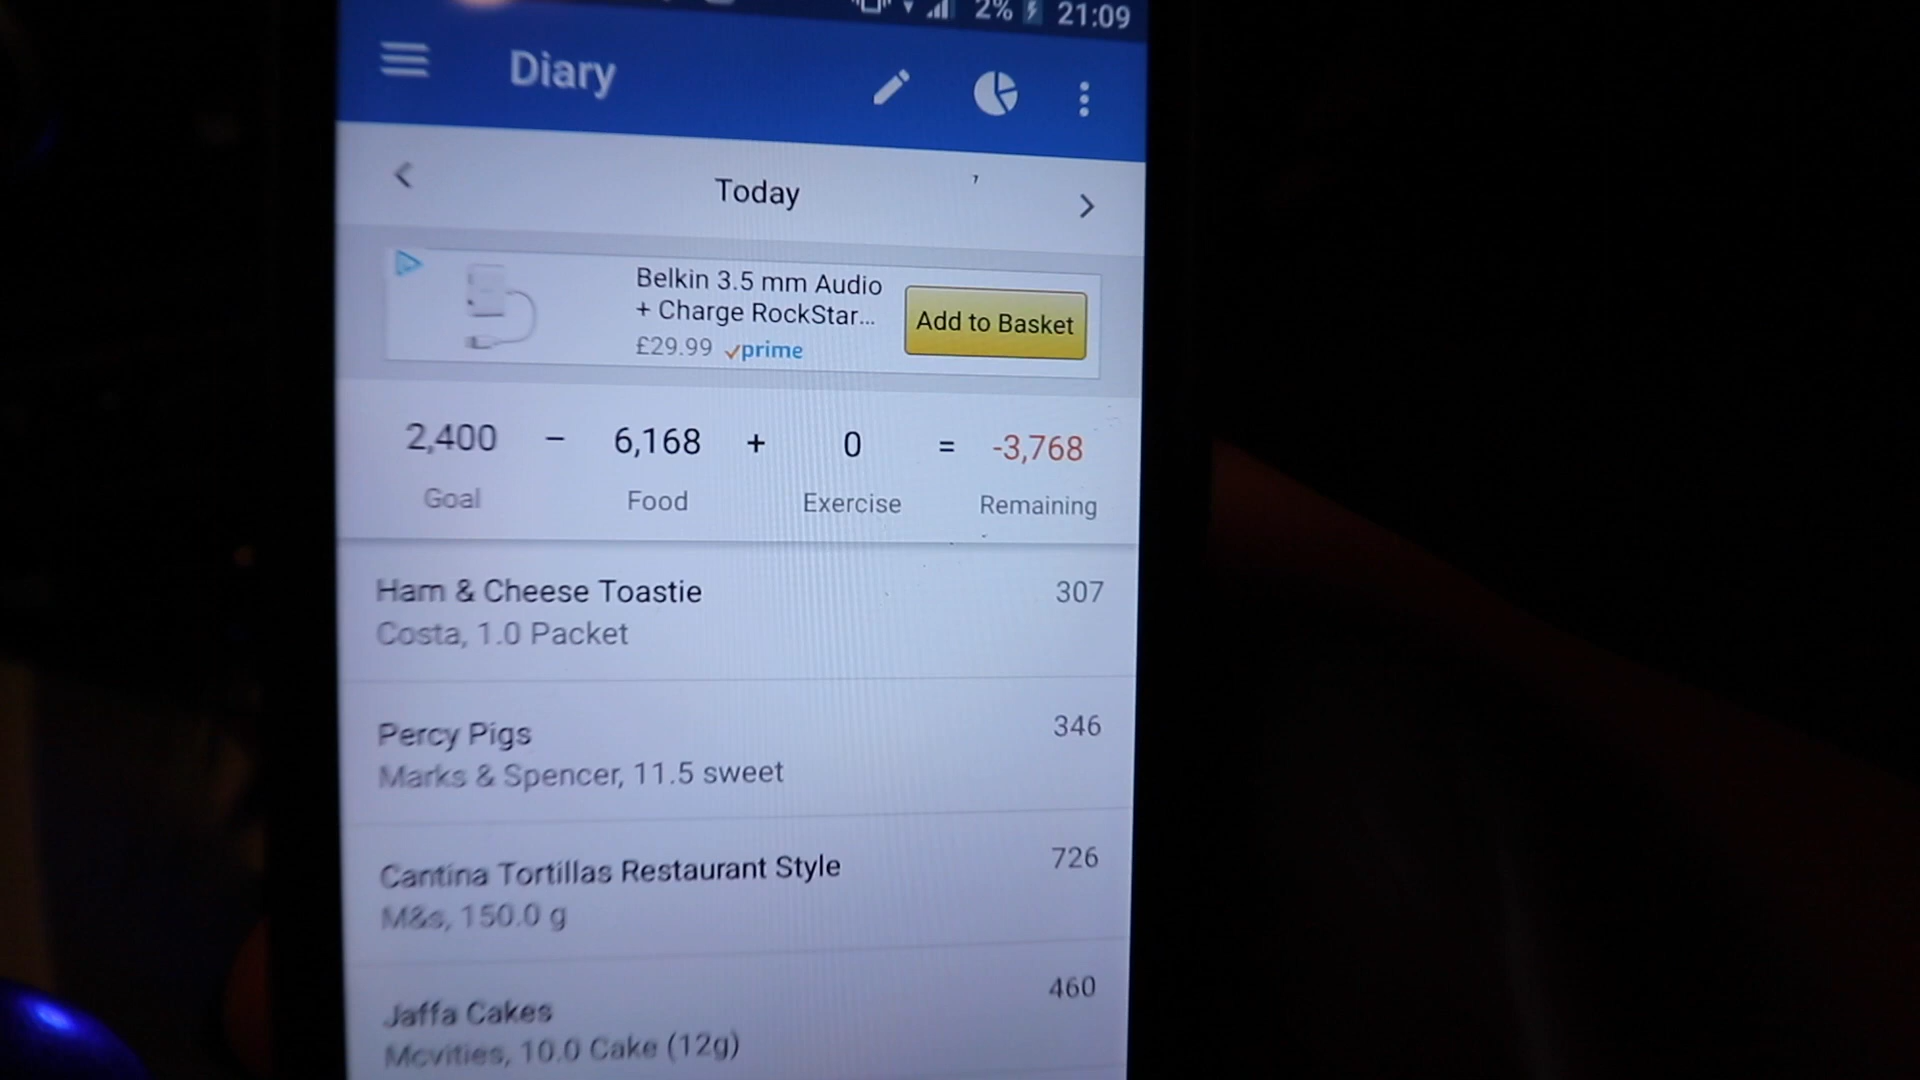 2% 21:09
Diary
Today
Belkin 3.5 mm Audio
+ Charge RockStar...
£29.99 prime
Add to Basket
2,400 - 6,168 + 0 = -3,768
Goal Food Exercise Remaining
Ham & Cheese Toastie 307
Costa, 1.0 Packet
Percy Pigs 346
Marks & Spencer, 11.5 sweet
Cantina Tortillas Restaurant Style 726
M&s, 150.0 g
Jaffa Cakes 460
Mcvities, 10.0 Cake (12g)